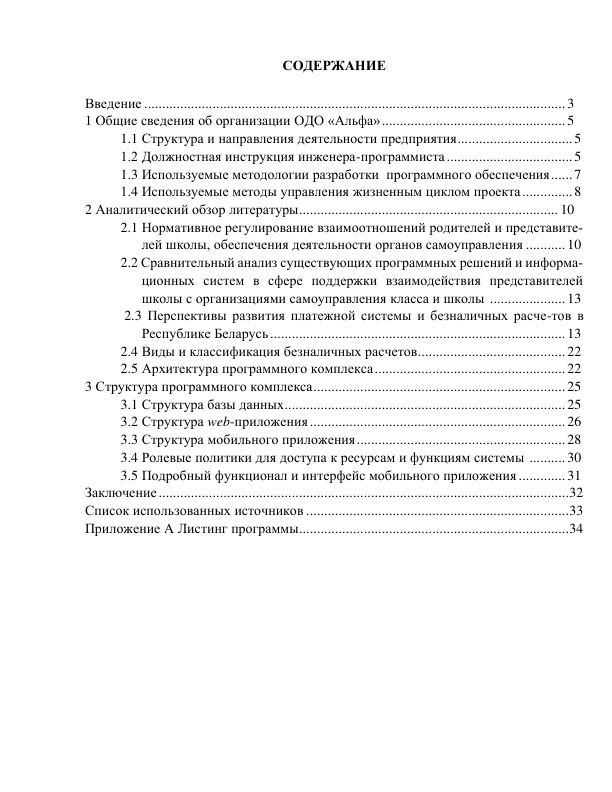 СОДЕРЖАНИЕ
Введение ........................................................................................... 3
1 Общие сведения об организации ОДО «Альфа» ........................................ 5
1.1 Структура и направления деятельности предприятия ......................... 5
1.2 Должностная инструкция инженера-программиста ........................... 5
1.3 Используемые методологии разработки программного обеспечения ...... 7
1.4 Используемые методы управления жизненным циклом проекта ............. 8
2 Аналитический обзор литературы ........................................................ 10
2.1 Нормативное регулирование взаимоотношений родителей и представите-
лей школы, обеспечения деятельности органов самоуправления ........... 10
2.2 Сравнительный анализ существующих программных решений и информа-
ционных систем в сфере поддержки взаимодействия представителей
школы с организациями самоуправления класса и школы ..................... 13
2.3 Перспективы развития платежной системы и безналичных расче-тов в
Республике Беларусь ................................................................ 13
2.4 Виды и классификация безналичных расчетов ................................ 22
2.5 Архитектура программного комплекса .......................................... 22
3 Структура программного комплекса ...................................................... 25
3.1 Структура базы данных ............................................................. 25
3.2 Структура web-приложения ........................................................ 26
3.3 Структура мобильного приложения .............................................. 28
3.4 Ролевые политики для доступа к ресурсам и функциям системы .......... 30
3.5 Подробный функционал и интерфейс мобильного приложения ............. 31
Заключение ......................................................................................... 32
Список использованных источников ......................................................... 33
Приложение А Листинг программы .......................................................... 34